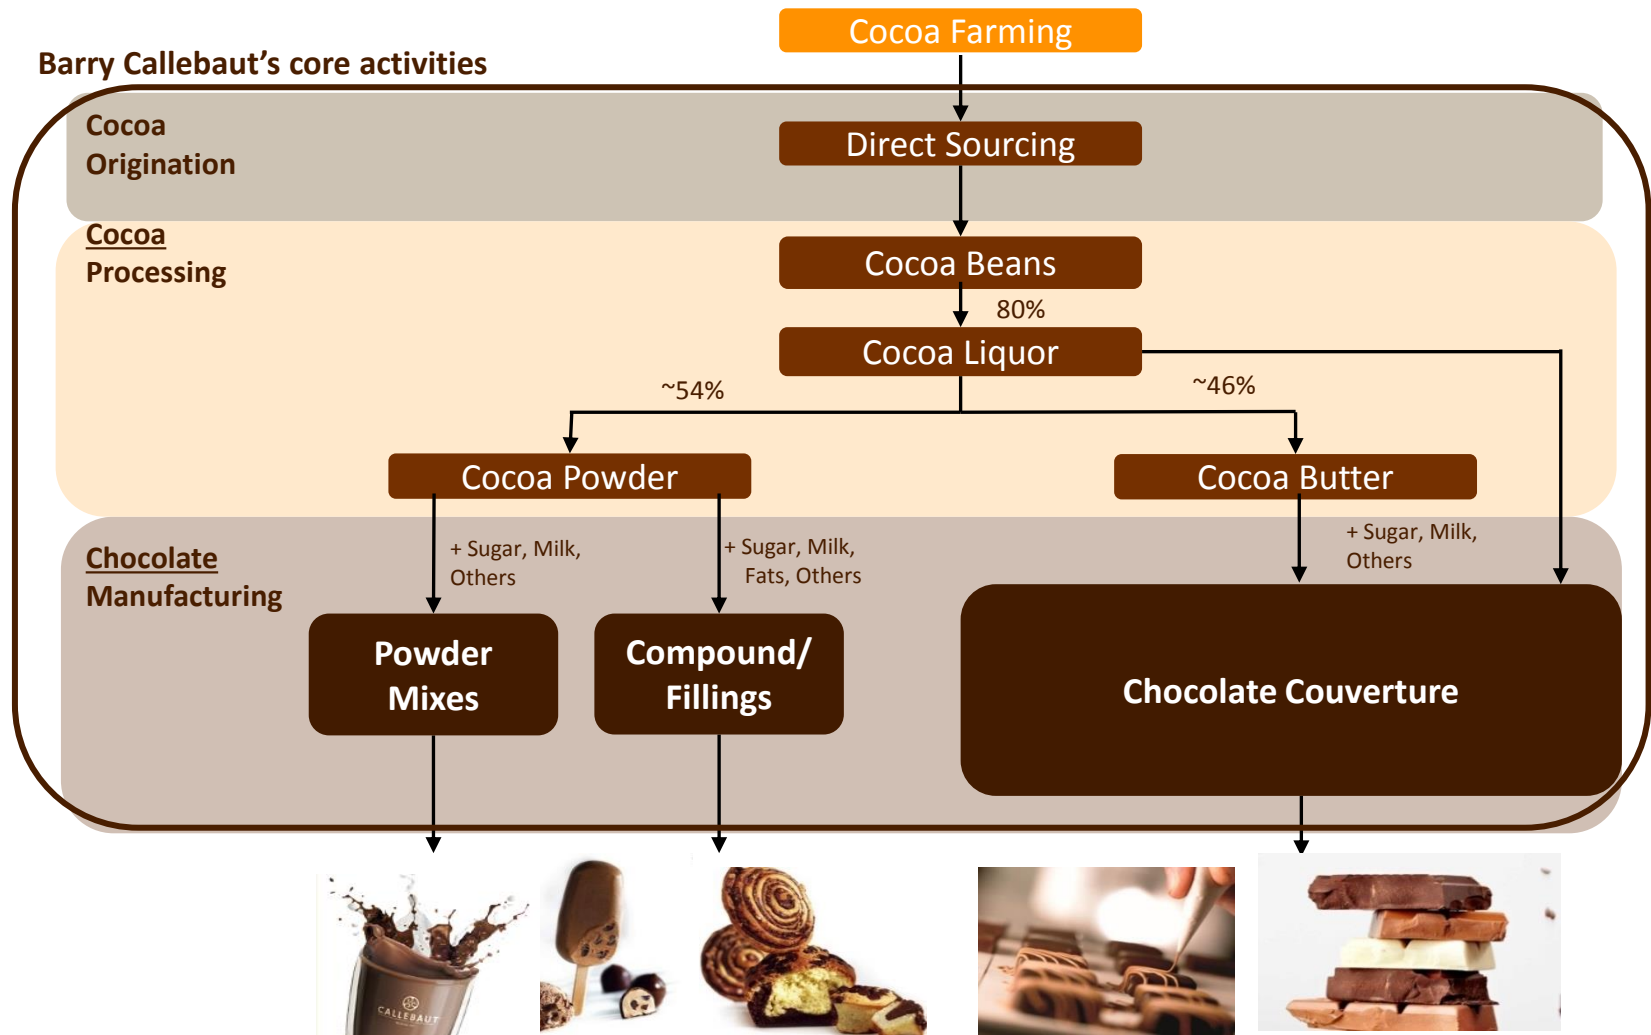 Cocoa Farming
Barry Callebaut’s core activities
Cocoa
Origination
Direct Sourcing
Cocoa
Processing
Cocoa Beans
80%
Cocoa Liquor
~54%
~46%
Cocoa Powder
Cocoa Butter
Chocolate
Manufacturing
+ Sugar, Milk,
Others
+ Sugar, Milk,
Fats, Others
+ Sugar, Milk,
Others
Powder
Mixes
Compound/
Fillings
Chocolate Couverture
CALLEBAUT